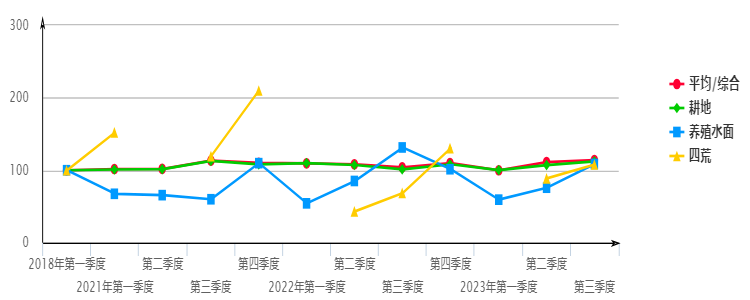 300
200
100
0
2018年第一季度
2021年第一季度
第二季度
第三季度
第四季度
2022年第一季度
第二季度
第三季度
第四季度
2023年第一季度
第二季度
第三季度
平均/综合
耕地
养殖水面
四荒